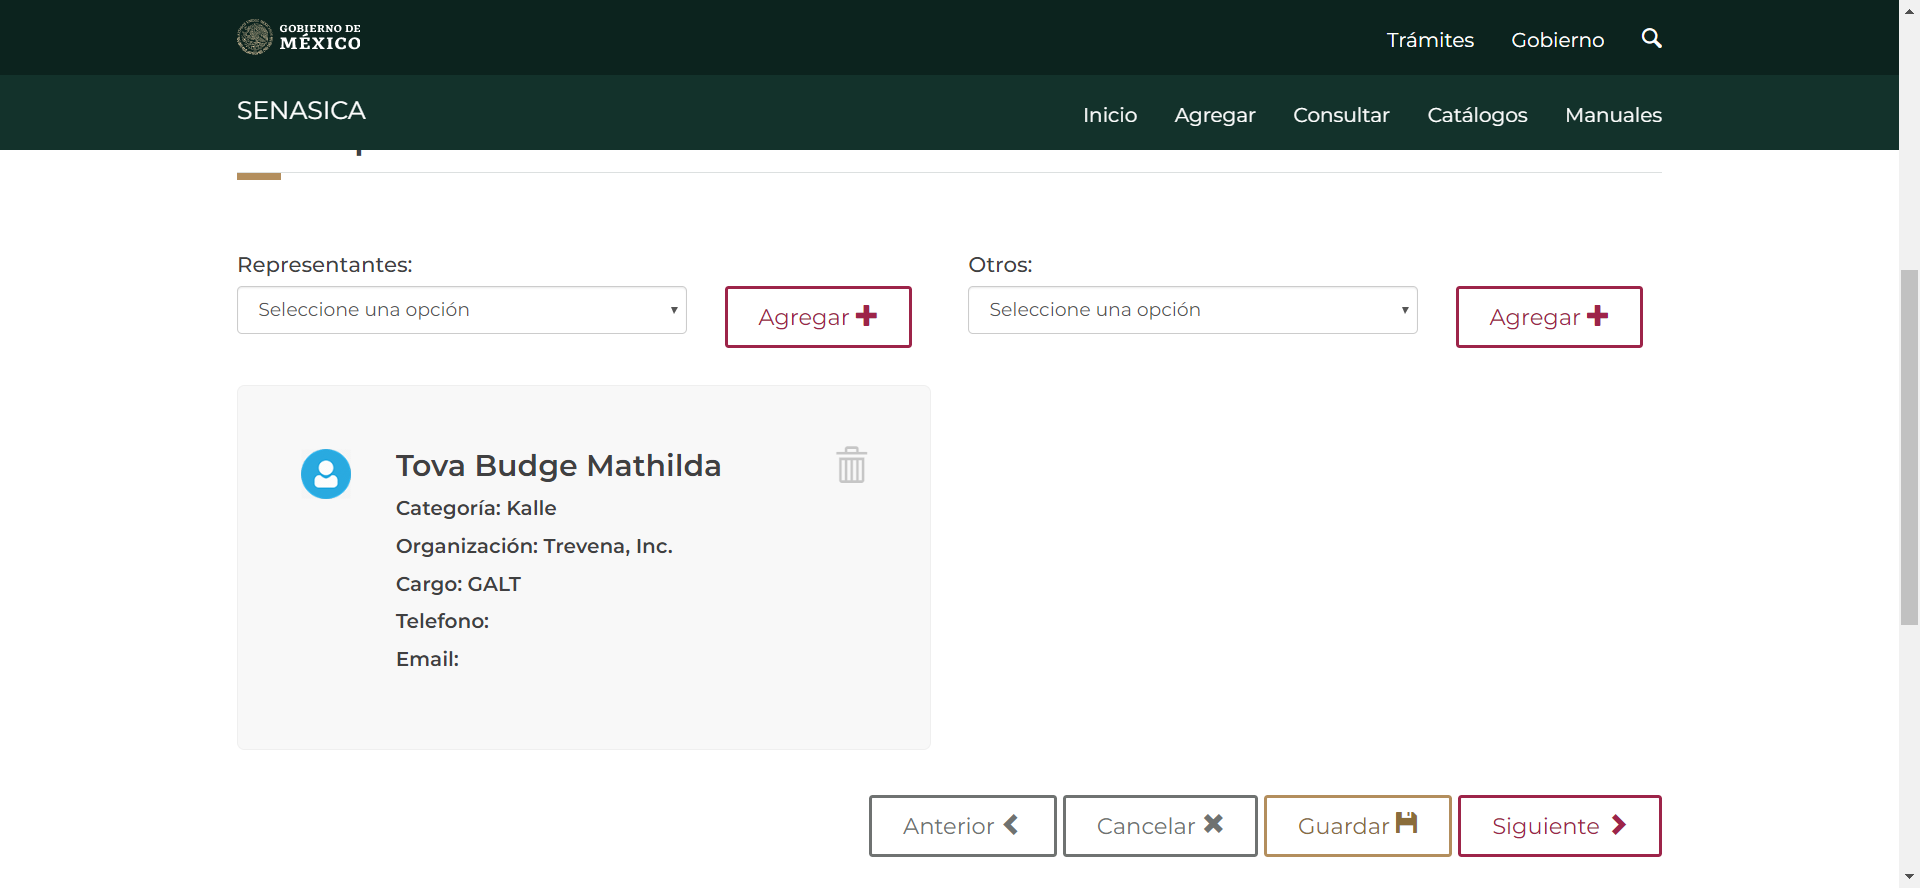 GOBIERNO DE
MÉXICO
Trámites
Gobierno
SENASICA
Inicio
Agregar
Consultar
Catálogos
Manuales
Representantes:
Seleccione una opción
Agregar
Otros:
Seleccione una opción
Agregar
Tova Budge Mathilda
Categoría: Kalle
Organización: Trevena, Inc.
Cargo: GALT
Telefono:
Email:
Anterior
Cancelar
Guardar
Siguiente